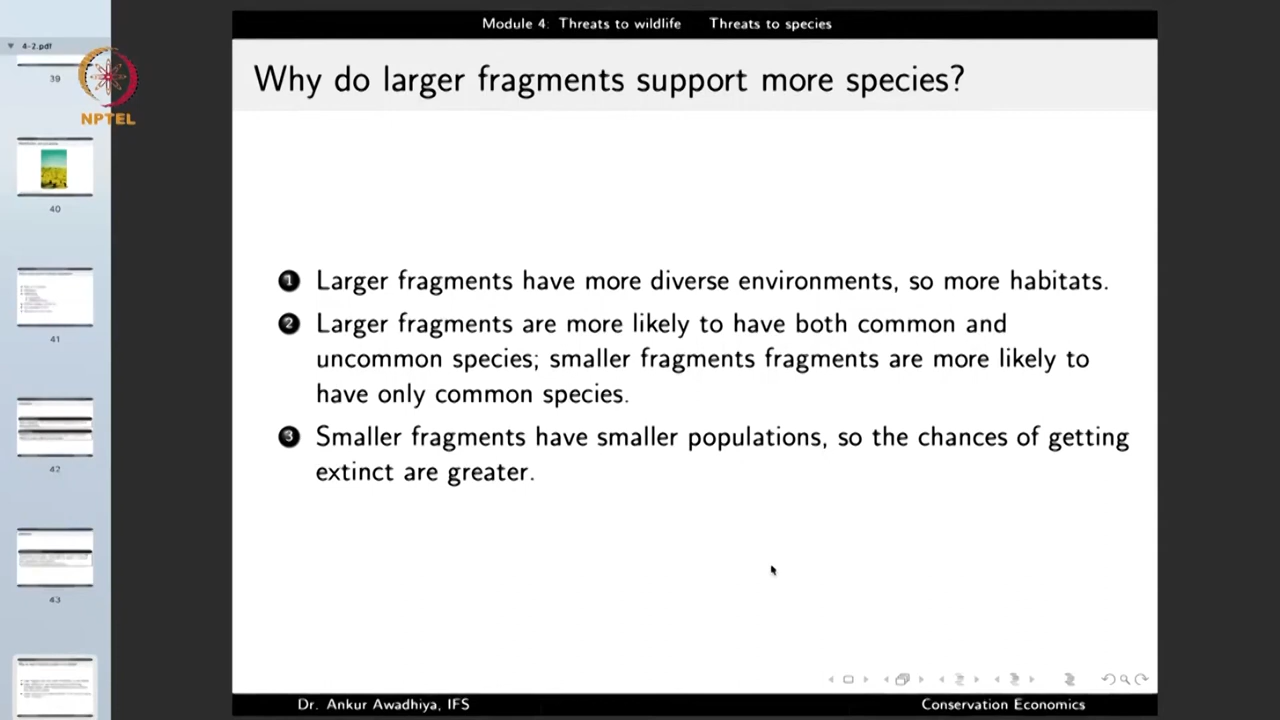 Module 4: Threats to wildlife Threats to species
4-2.pdf
39
NPTEL
40
41
42
43
Why do larger fragments support more species?
1 Larger fragments have more diverse environments, so more habitats.
2 Larger fragments are more likely to have both common and
uncommon species; smaller fragments fragments are more likely to
have only common species.
3 Smaller fragments have smaller populations, so the chances of getting
extinct are greater.
Dr. Ankur Awadhiya, IFS Conservation Economics